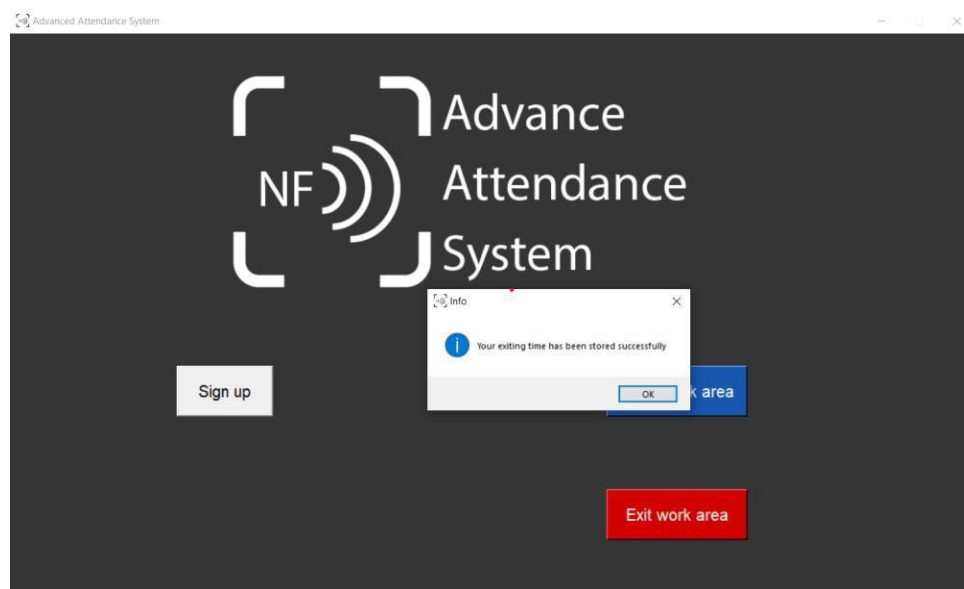 Advanced Attendance System
Advance
NF
Attendance
System
Info
Your exiting time has been stored successfully
OK
Sign up
k area
Exit work area